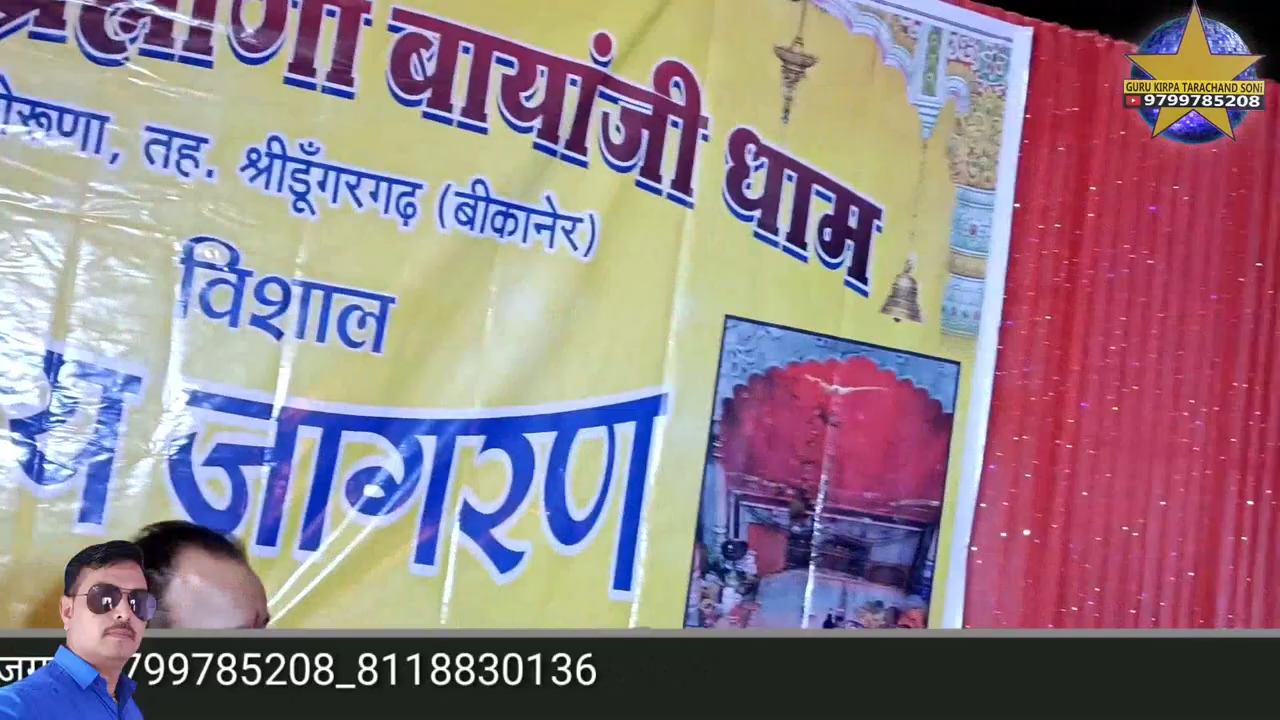 बायांजी धाम
तह. श्रीडूँगरगढ़ (बीकानेर)
विशाल
जागरण
GURU KIRPA TARACHAND SONi
9799785208
799785208_8118830136